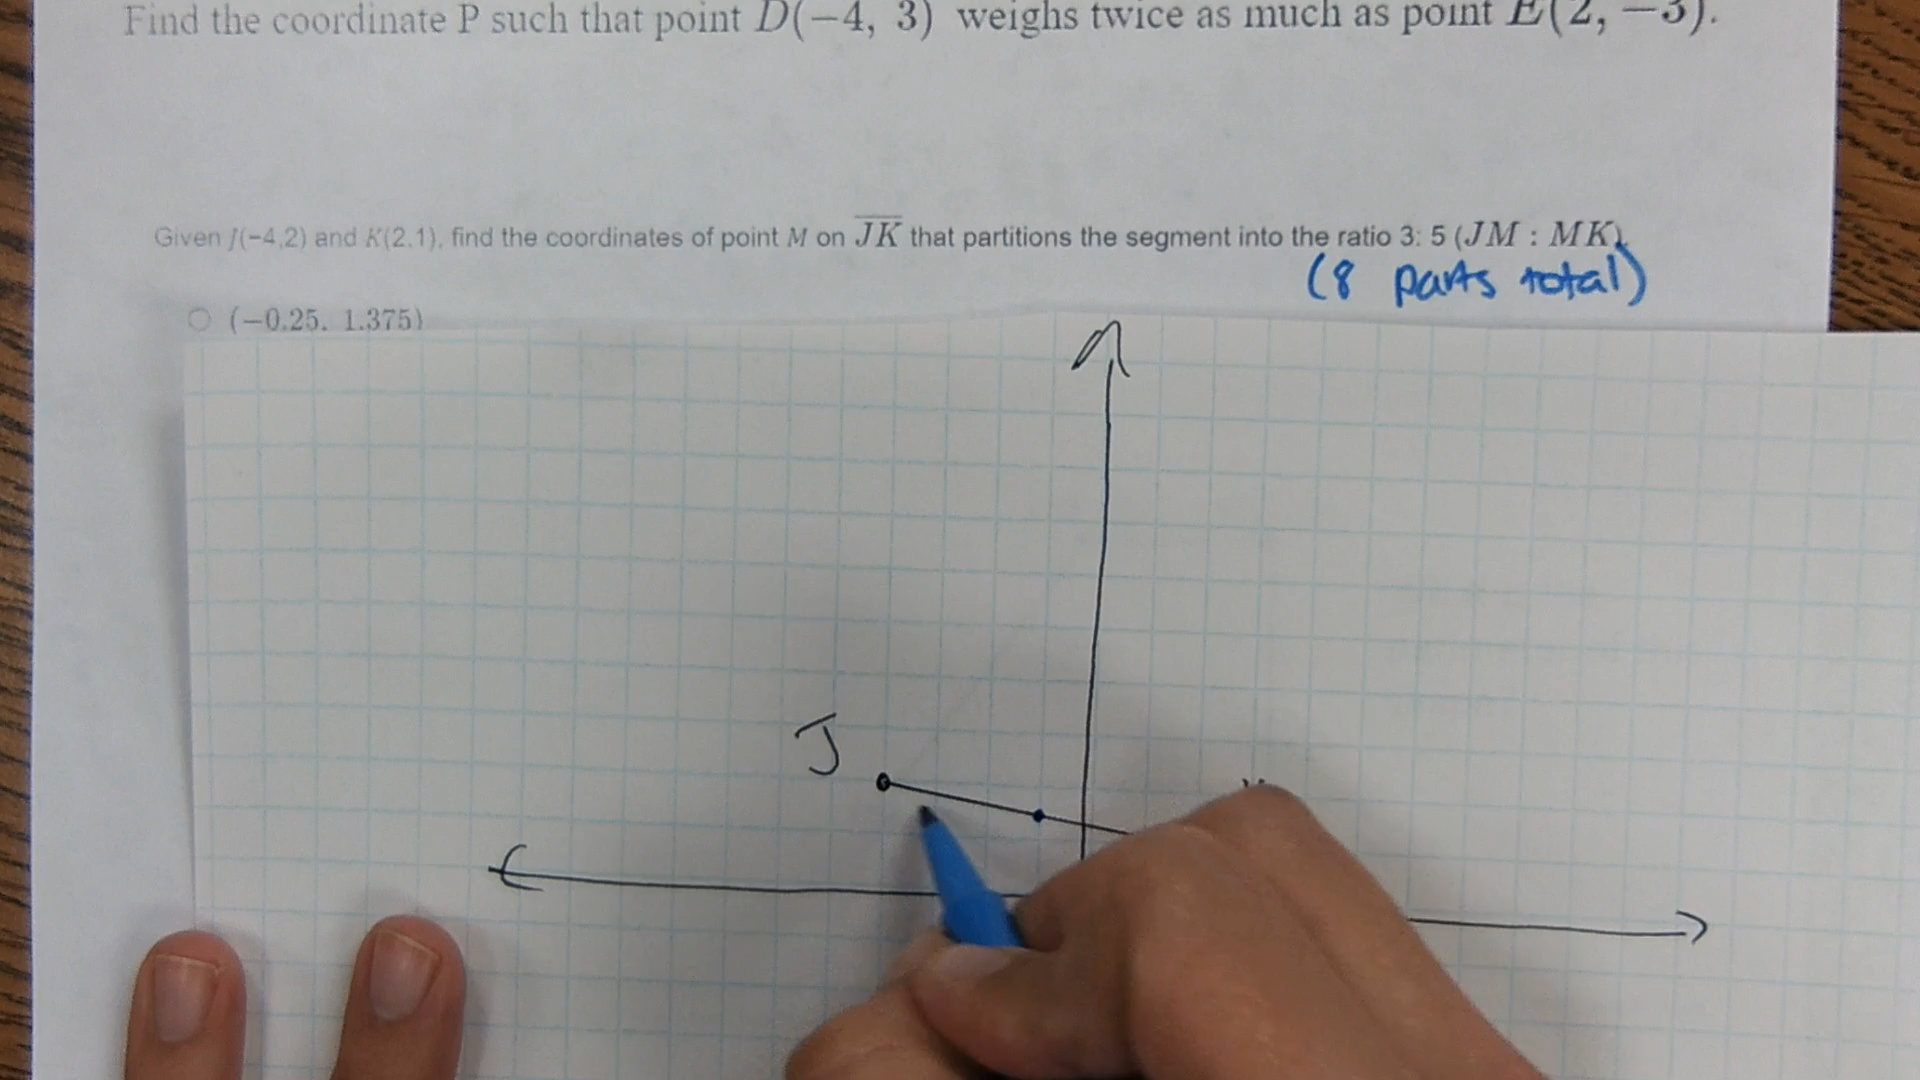 Find the coordinate P such that point D(−4, 3) weighs twice as much as point E(2, −3).
Given J(−4,2) and K(2,1), find the coordinates of point M on JK that partitions the segment into the ratio 3: 5 (JM : MK).
(8 parts total)
(−0.25, 1.375)
J